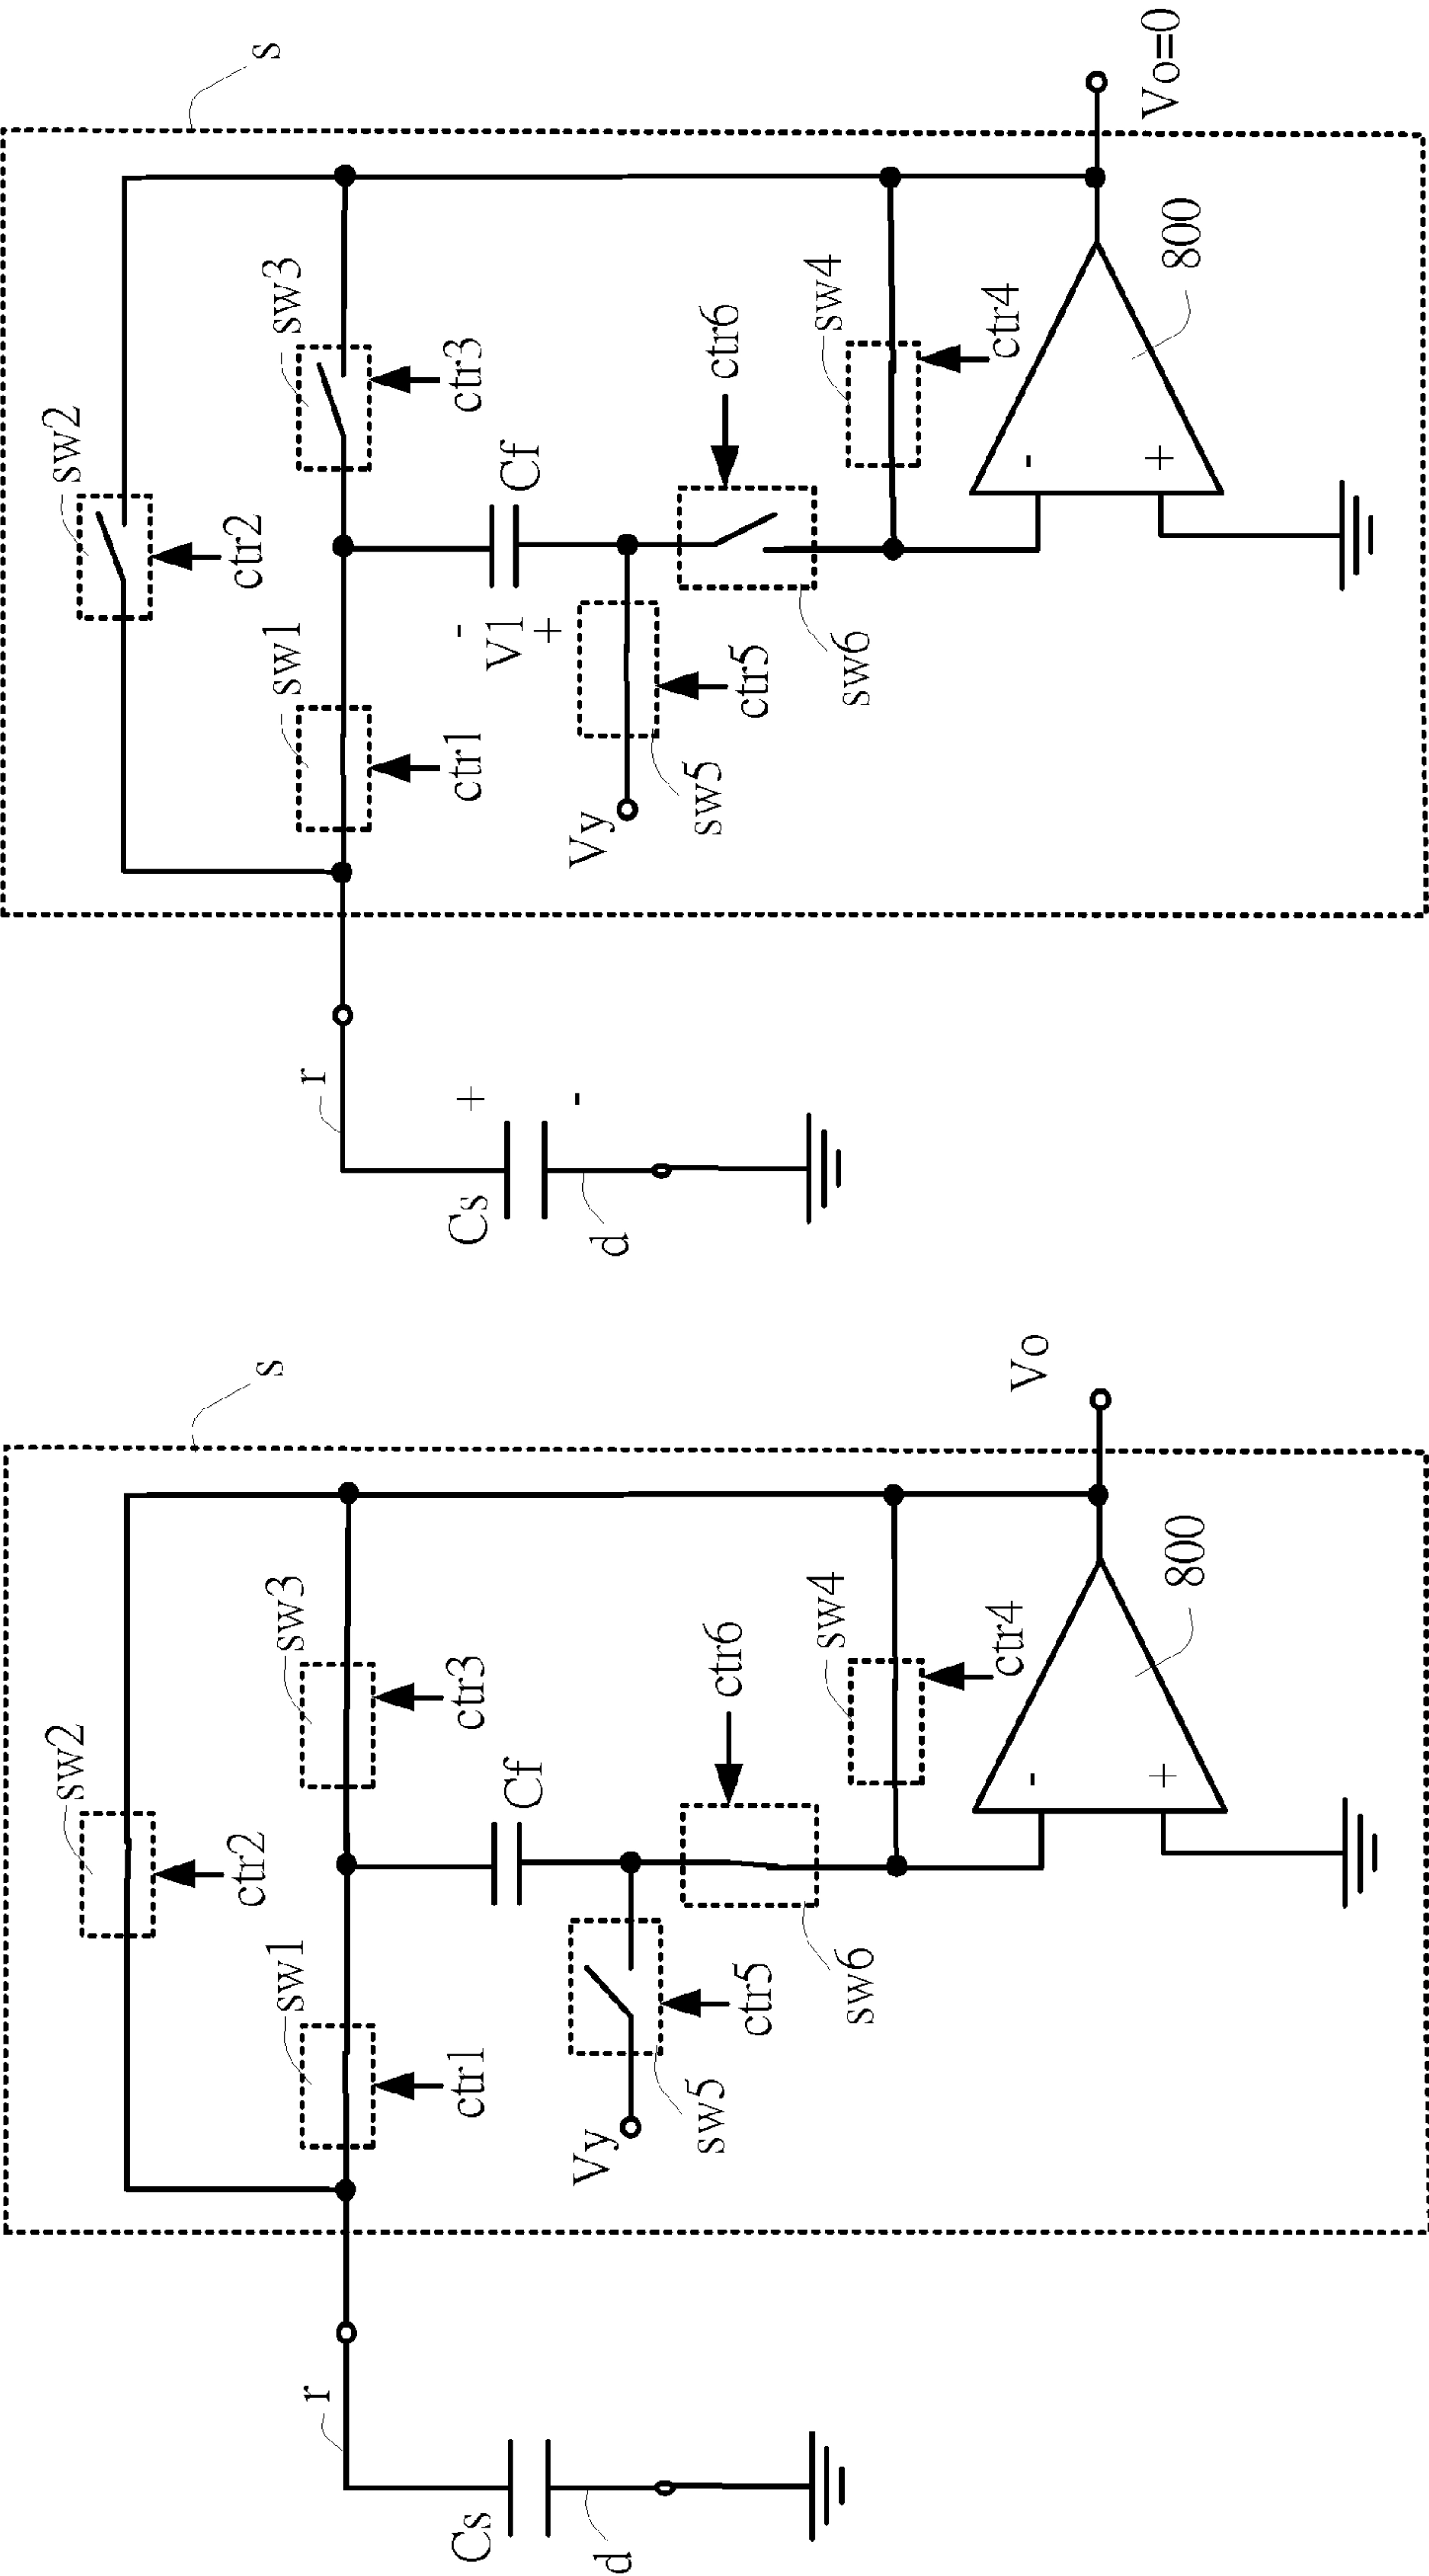 s
sw2
ctr2
sw1
ctr1
sw3
ctr3
Cf
Vy
sw5
ctr5
ctr6
sw6
sw4
ctr4
-
+
800
Vo
r
Cs
d
s
sw2
ctr2
sw1
ctr1
sw3
ctr3
-
V1
+
Cf
Vy
sw5
ctr5
ctr6
sw6
sw4
ctr4
-
+
800
Vo=0
r
Cs
+
-
d